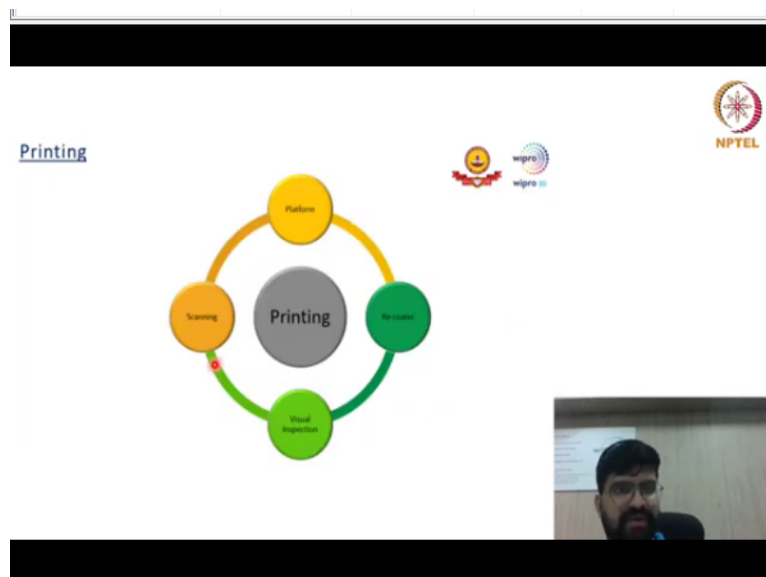 NPTEL
Printing
wipro
wipro 3D
Platform
Scanning
Printing
Re-coater
Visual
Inspection